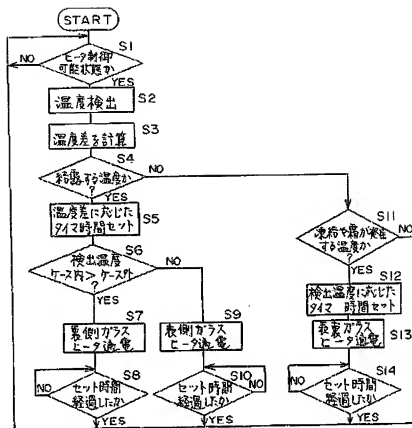 START
S1
ヒータ制御
可能状態か
NO
YES
S2
温度検出
S3
温度差を計算
S4
結露する温度か
?
NO
YES
S5
温度差に応じた
タイマ時間セット
S6
検出温度
ケース内>ケース外
?
NO
YES
S7
裏側ガラス
ヒータ通電
S8
セット時間
経過したか
NO
YES
S9
表側ガラス
ヒータ通電
S10
セット時間
経過したか
NO
YES
S11
凍結や霜が発生
する温度か
?
NO
YES
S12
検出温度に応じた
タイマ時間セット
S13
表裏ガラス
ヒータ通電
S14
セット時間
経過したか
NO
YES